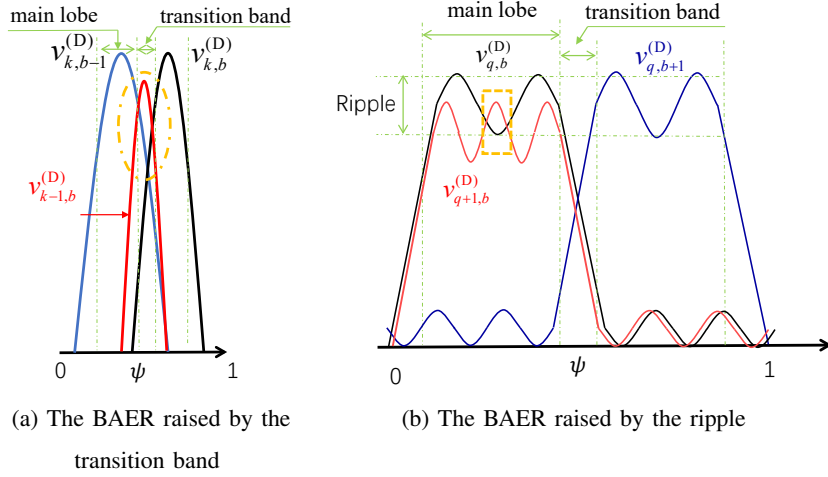 main lobe
transition band
v_{k,b-1}^{(D)}
v_{k,b}^{(D)}
v_{k-1,b}^{(D)}
0
ψ
1
(a) The BAER raised by the
transition band
main lobe
transition band
v_{q,b}^{(D)}
v_{q,b+1}^{(D)}
Ripple
v_{q+1,b}^{(D)}
0
ψ
1
(b) The BAER raised by the ripple